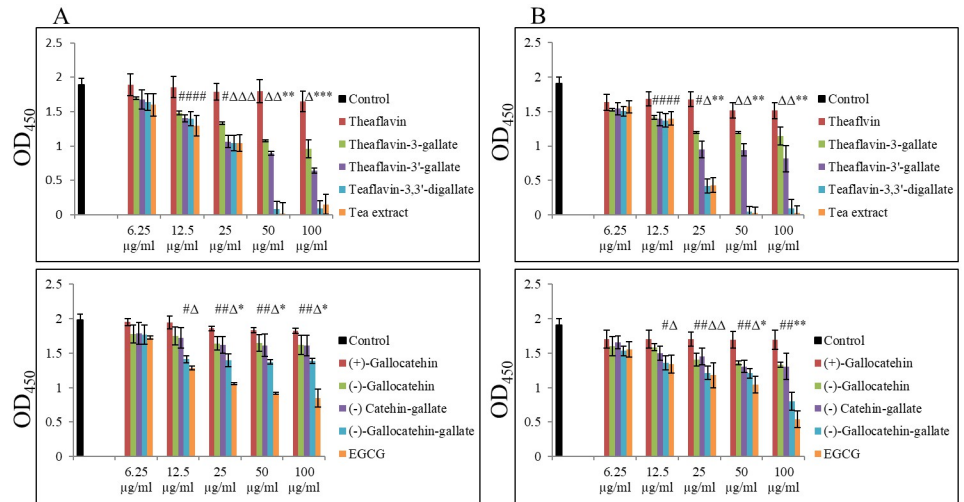 A
OD450
2.5
2
1.5
1
0.5
0
#### #ΔΔΔ ΔΔ** Δ***
6.25 12.5 25 50 100
µg/ml µg/ml µg/ml µg/ml µg/ml
Control
Theaflavin
Theaflavin-3-gallate
Theaflavin-3'-gallate
Teaflavin-3,3'-digallate
Tea extract
B
OD450
2.5
2
1.5
1
0.5
0
#### #Δ** ΔΔ** ΔΔ**
6.25 12.5 25 50 100
µg/ml µg/ml µg/ml µg/ml µg/ml
Control
Theaflvin
Theaflavin-3-gallate
Theaflavin-3'-gallate
Teaflavin-3,3'-digallate
Tea extract
OD450
2.5
2
1.5
1
0.5
0
#Δ ##Δ* ##Δ* ##Δ*
6.25 12.5 25 50 100
µg/ml µg/ml µg/ml µg/ml µg/ml
Control
(+)-Gallocatehin
(-)-Gallocatehin
(-) Catehin-gallate
(-)-Gallocatehin-gallate
EGCG
OD450
2.5
2
1.5
1
0.5
0
#Δ ##ΔΔ ##Δ* ##**
6.25 12.5 25 50 100
µg/ml µg/ml µg/ml µg/ml µg/ml
Control
(+)-Gallocatehin
(-)-Gallocatehin
(-) Catehin-gallate
(-)-Gallocatehin-gallate
EGCG